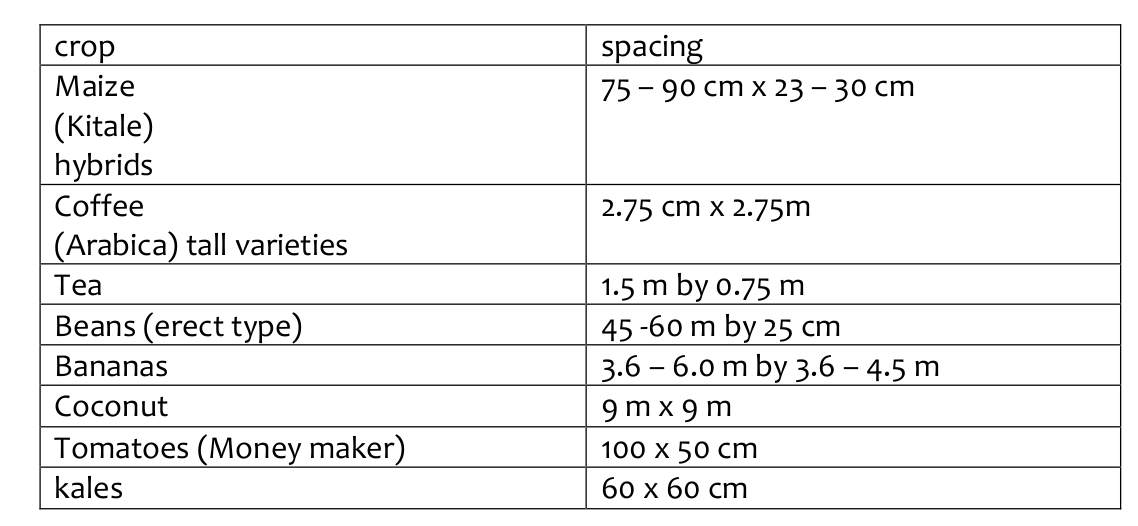 crop spacing
Maize 75 – 90 cm x 23 – 30 cm
(Kitale)
hybrids
Coffee 2.75 cm x 2.75m
(Arabica) tall varieties
Tea 1.5 m by 0.75 m
Beans (erect type) 45 -60 m by 25 cm
Bananas 3.6 – 6.0 m by 3.6 – 4.5 m
Coconut 9 m x 9 m
Tomatoes (Money maker) 100 x 50 cm
kales 60 x 60 cm